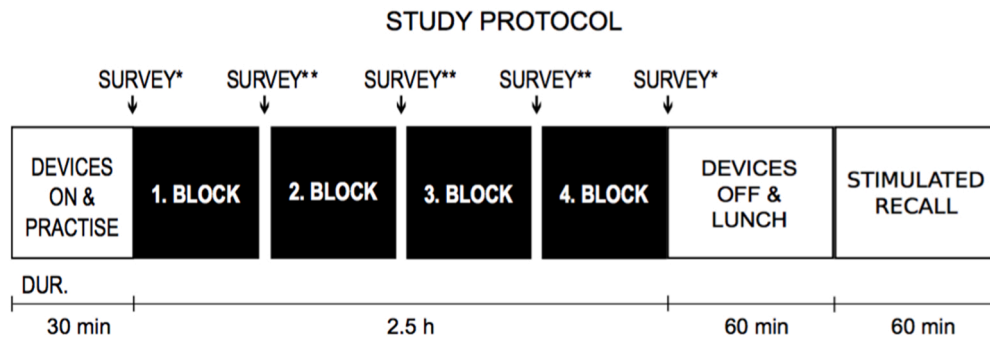 STUDY PROTOCOL
SURVEY* SURVEY** SURVEY** SURVEY** SURVEY*
DEVICES
ON &
PRACTISE
1. BLOCK
2. BLOCK
3. BLOCK
4. BLOCK
DEVICES
OFF &
LUNCH
STIMULATED
RECALL
DUR.
30 min 2.5 h 60 min 60 min